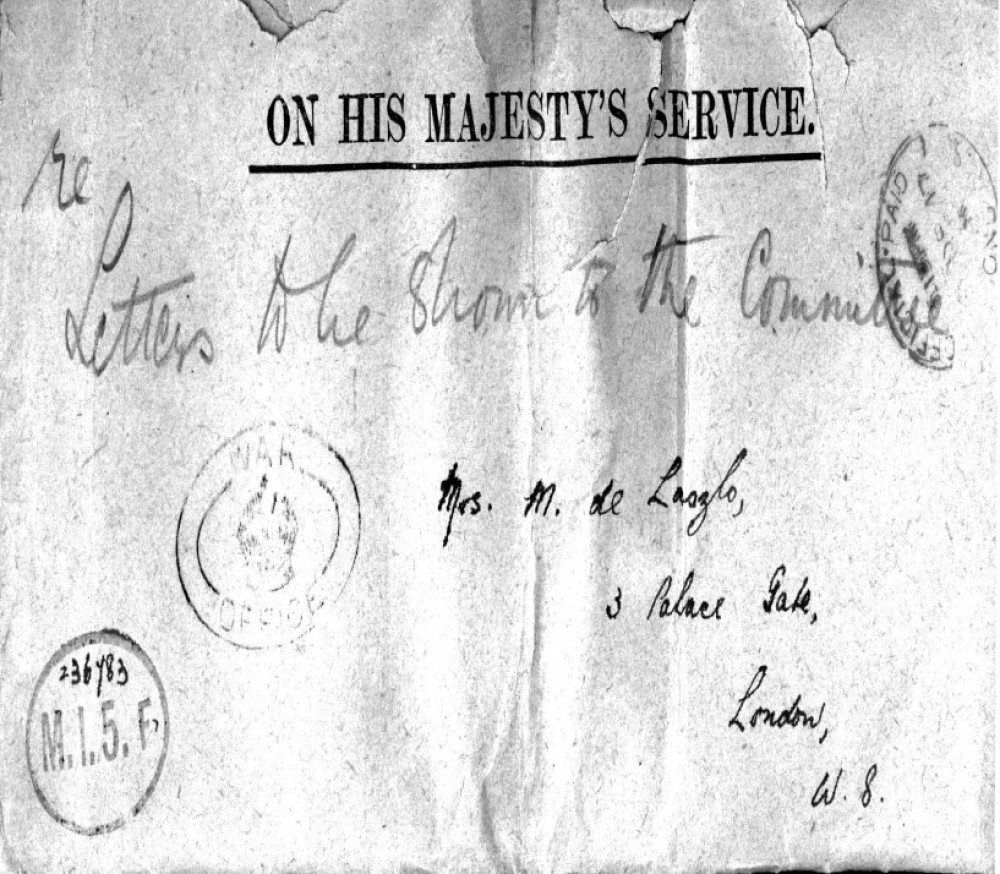 ON HIS MAJESTY'S SERVICE.
re
Letters to be shown to the Committee
OFFICIAL PAID
WAR
OFFICE
Mrs. M. de Laszlo,
3 Palace Gate,
London,
W. 8.
236783
M.I.5. F,